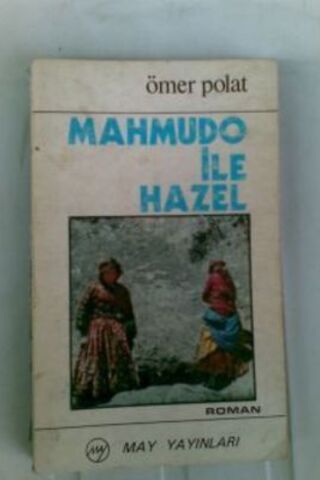 ömer polat
MAHMUDO
İLE
HAZEL
ROMAN
MAY YAYINLARI